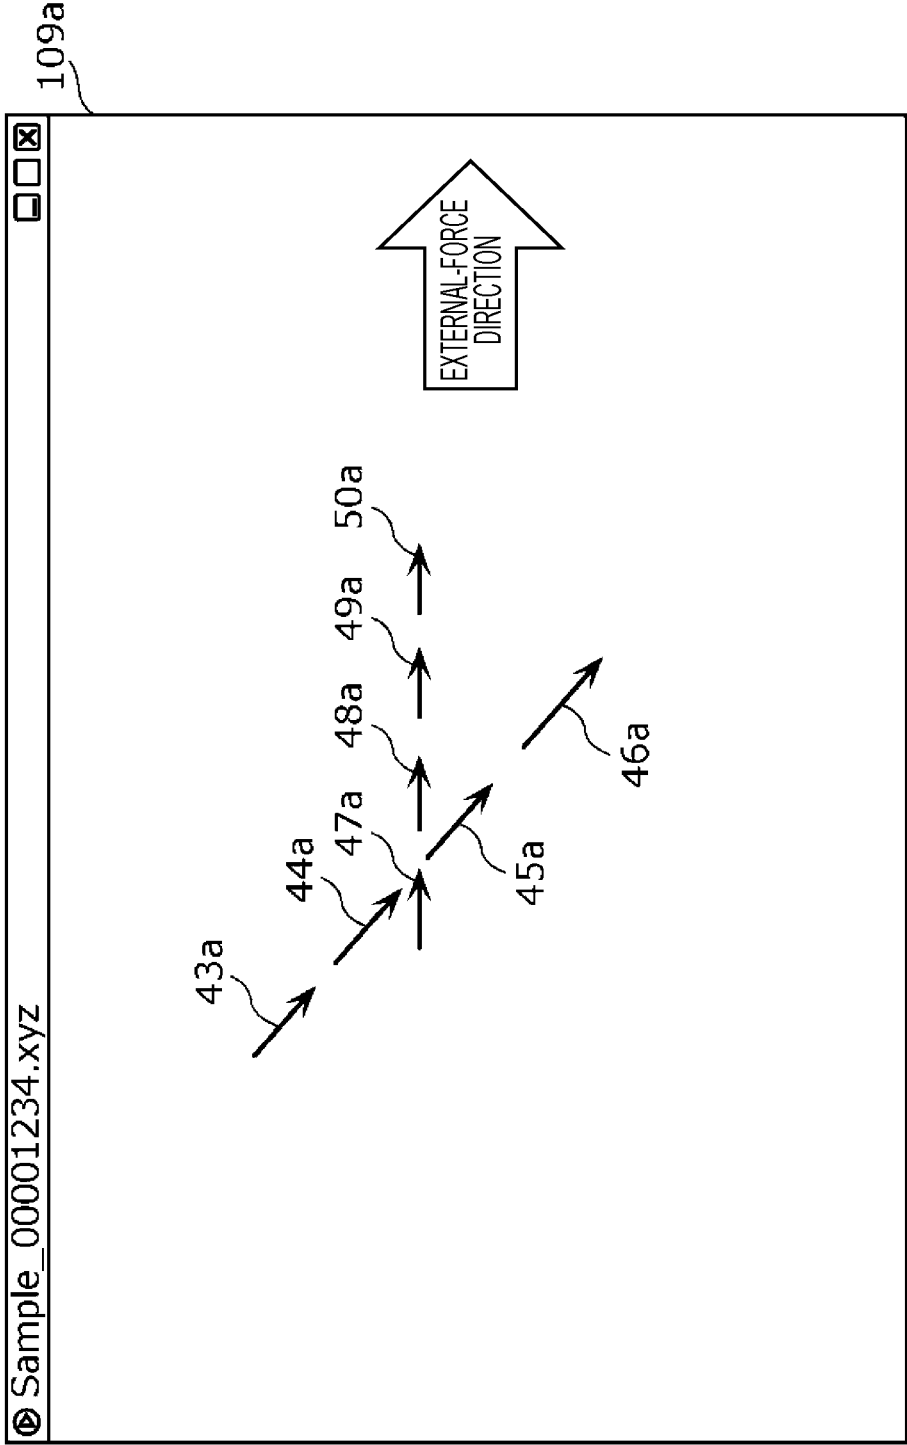 109a
Sample_00001234.xyz
EXTERNAL-FORCE
DIRECTION
43a
44a
47a
48a
49a
50a
45a
46a